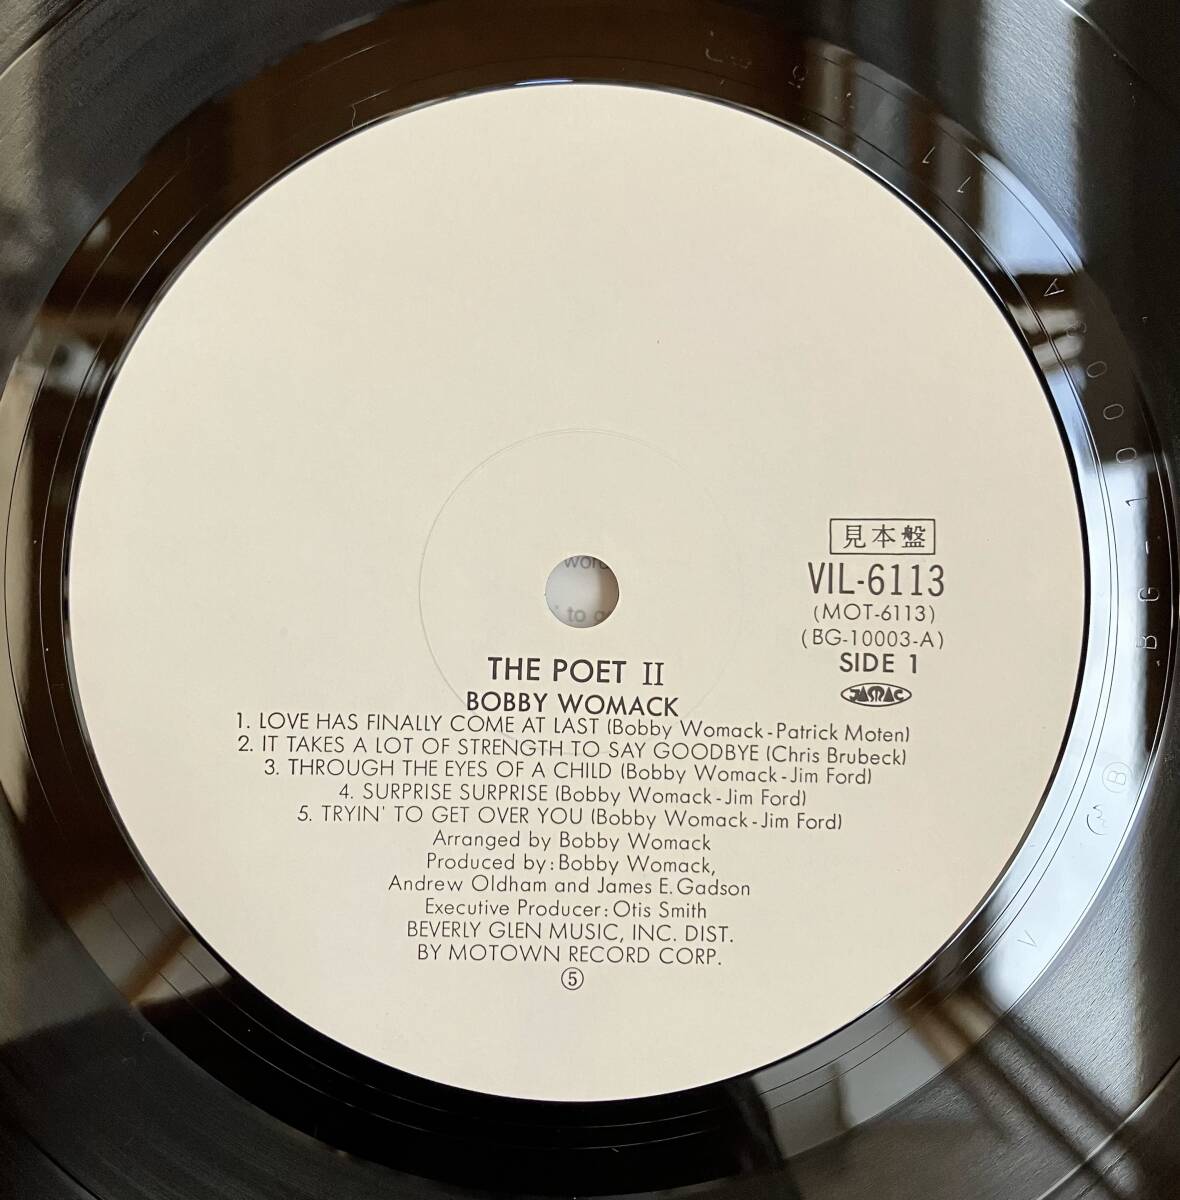 見本盤
VIL-6113
(MOT-6113)
(BG-10003-A)
SIDE 1
JASRAC
THE POET II
BOBBY WOMACK
1. LOVE HAS FINALLY COME AT LAST (Bobby Womack-Patrick Moten)
2. IT TAKES A LOT OF STRENGTH TO SAY GOODBYE (Chris Brubeck)
3. THROUGH THE EYES OF A CHILD (Bobby Womack-Jim Ford)
4. SURPRISE SURPRISE (Bobby Womack-Jim Ford)
5. TRYIN' TO GET OVER YOU (Bobby Womack-Jim Ford)
Arranged by Bobby Womack
Produced by: Bobby Womack,
Andrew Oldham and James E. Gadson
Executive Producer: Otis Smith
BEVERLY GLEN MUSIC, INC. DIST.
BY MOTOWN RECORD CORP.
⑤
to